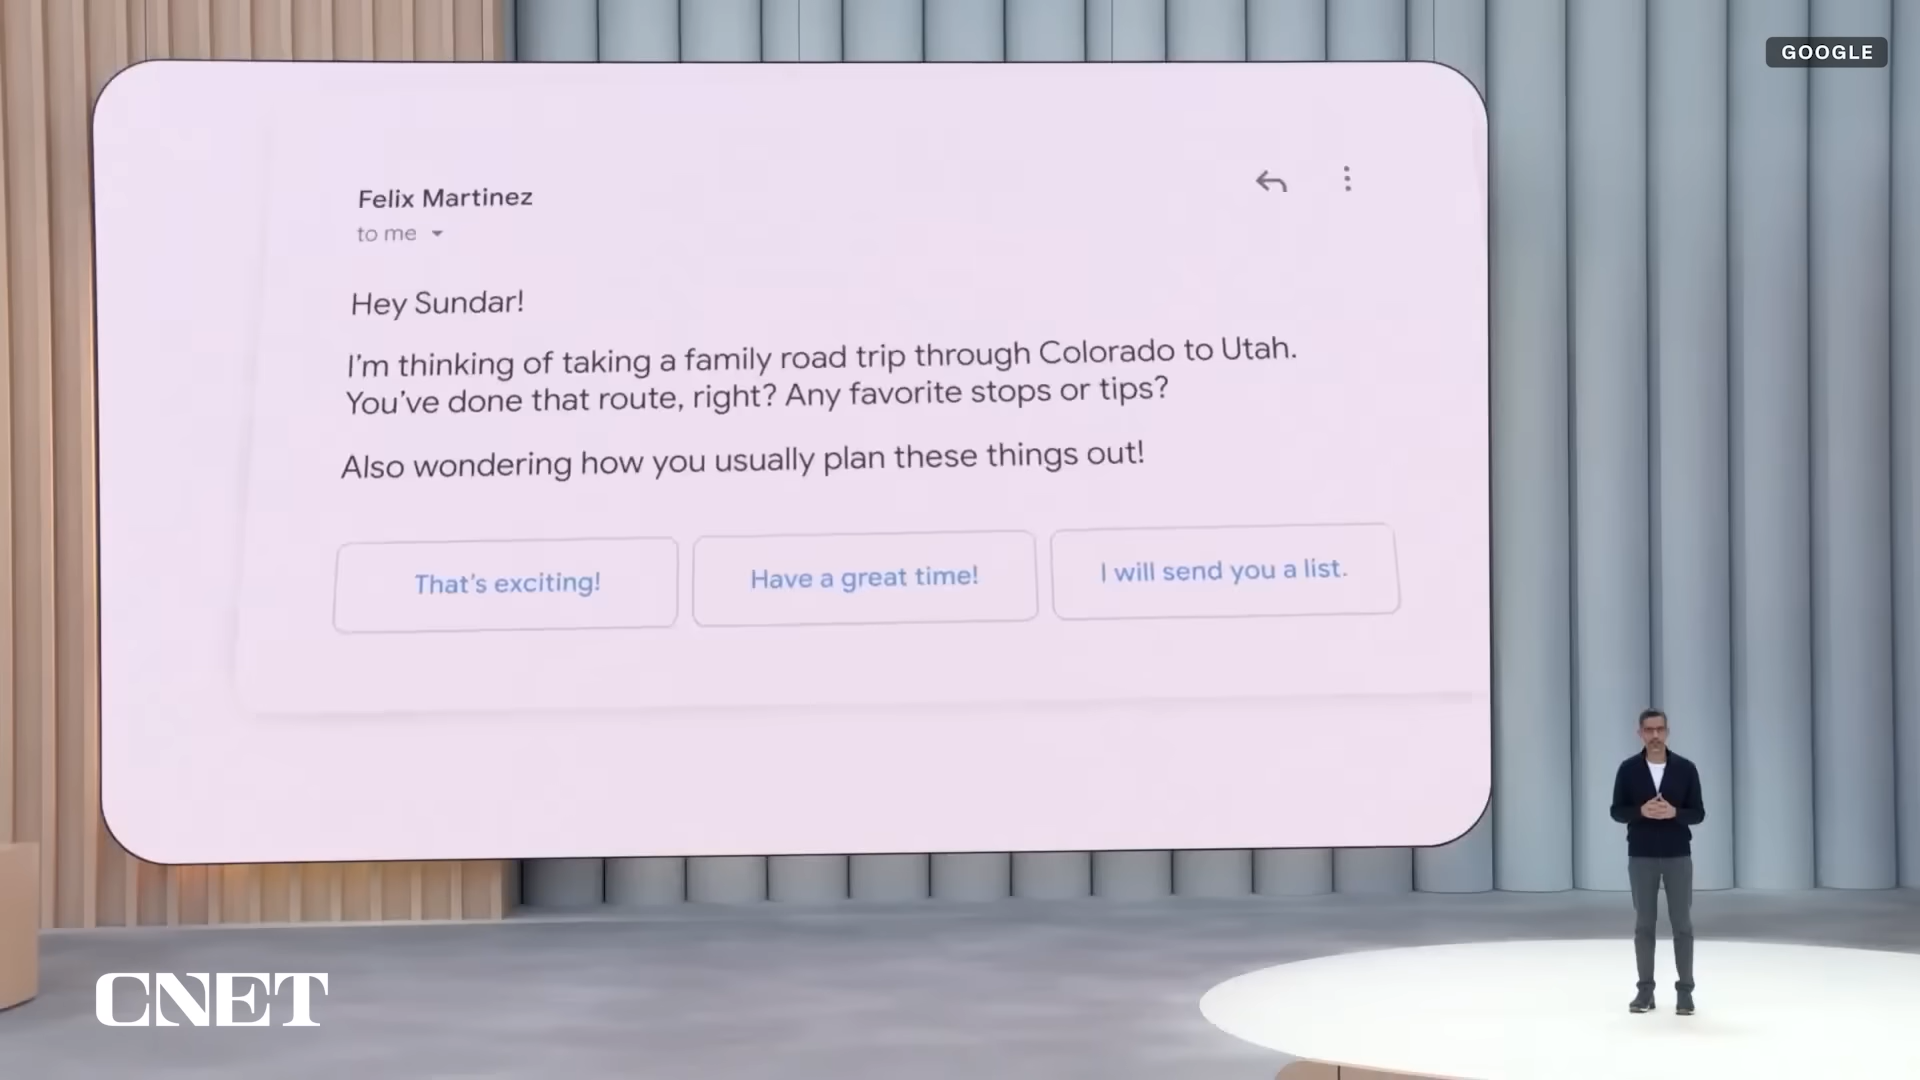 GOOGLE
Felix Martinez
to me
Hey Sundar!
I'm thinking of taking a family road trip through Colorado to Utah.
You've done that route, right? Any favorite stops or tips?
Also wondering how you usually plan these things out!
That's exciting!
Have a great time!
I will send you a list.
CNET